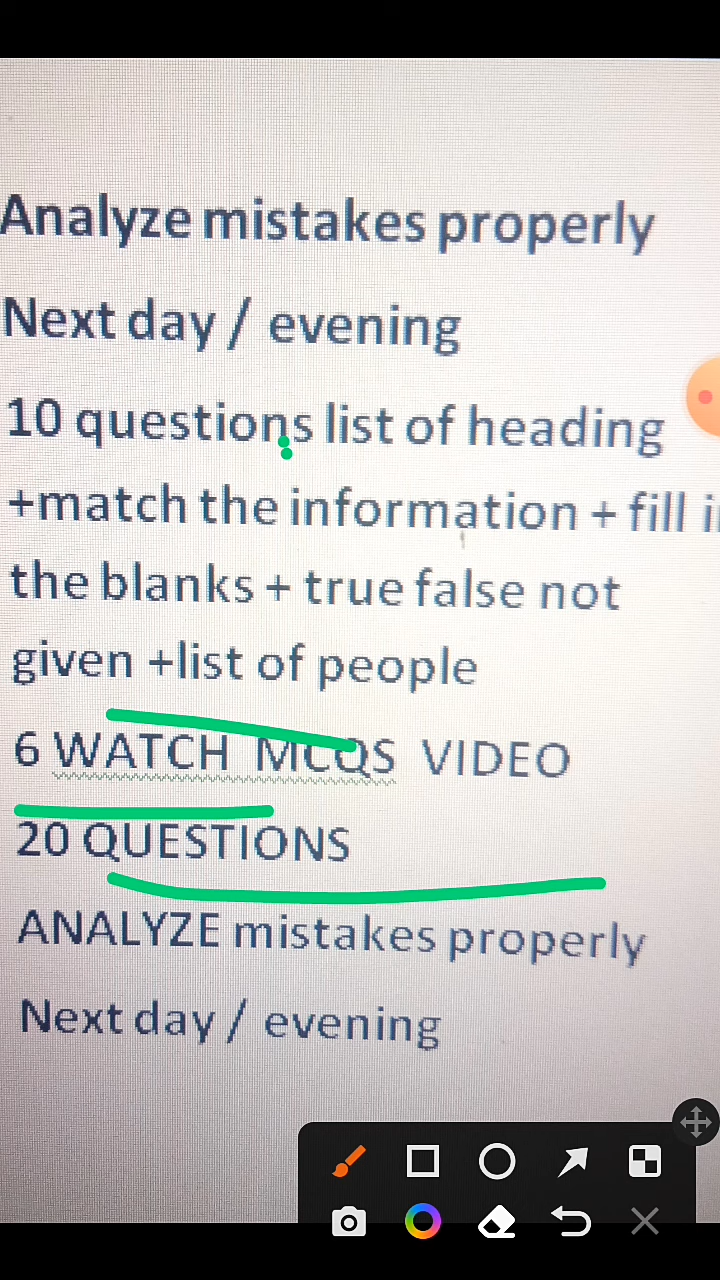 Analyze mistakes properly
Next day / evening
10 questions list of heading
+match the information + fill
the blanks + true false not
given +list of people
6 WATCH MCQS VIDEO
20 QUESTIONS
ANALYZE mistakes properly
Next day / evening